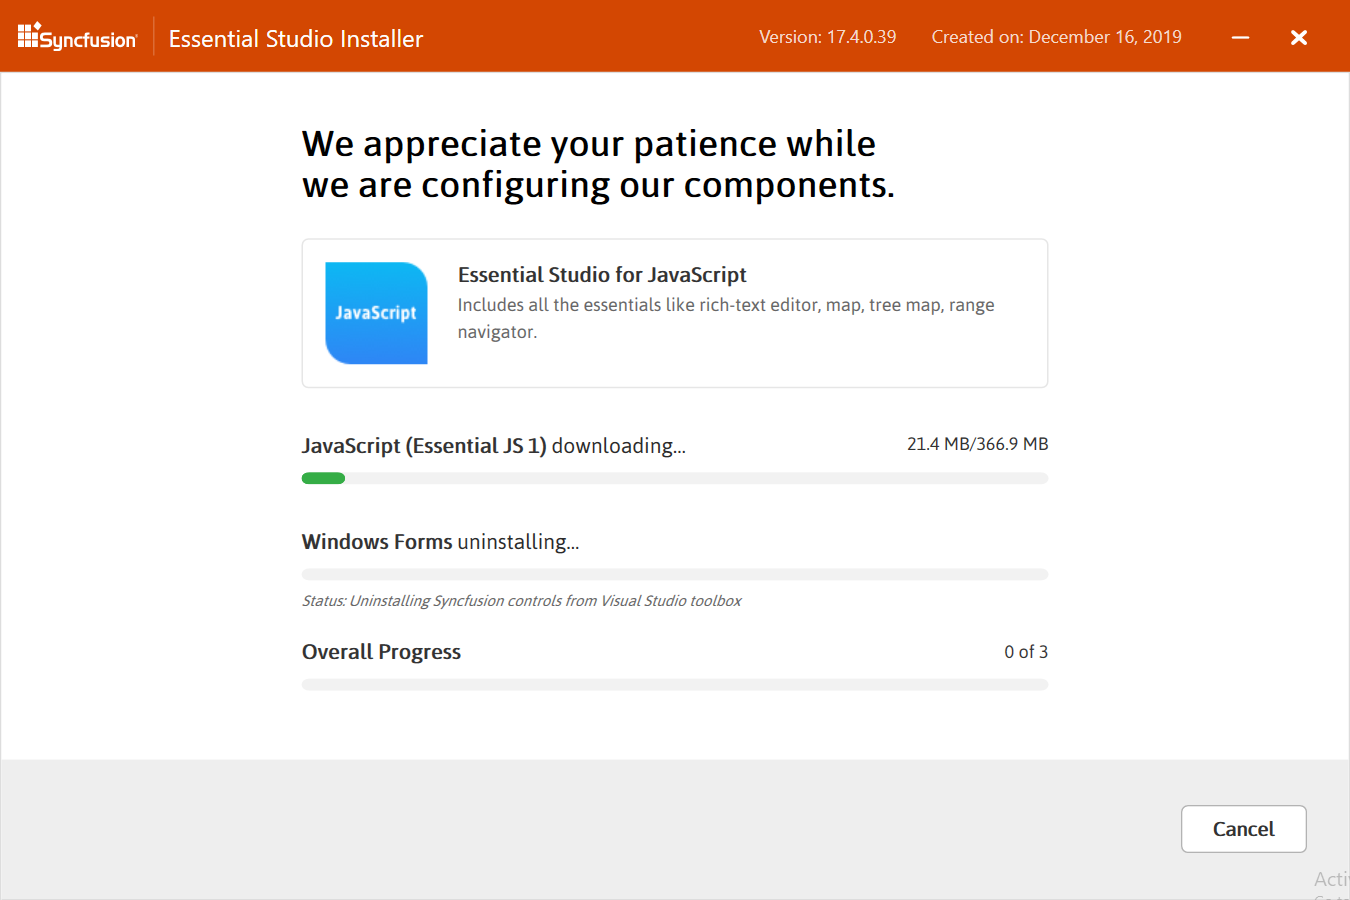 Syncfusion
Essential Studio Installer
Version: 17.4.0.39
Created on: December 16, 2019
We appreciate your patience while
we are configuring our components.
JavaScript
Essential Studio for JavaScript
Includes all the essentials like rich-text editor, map, tree map, range
navigator.
JavaScript (Essential JS 1) downloading...
21.4 MB/366.9 MB
Windows Forms uninstalling...
Status: Uninstalling Syncfusion controls from Visual Studio toolbox
Overall Progress
0 of 3
Cancel